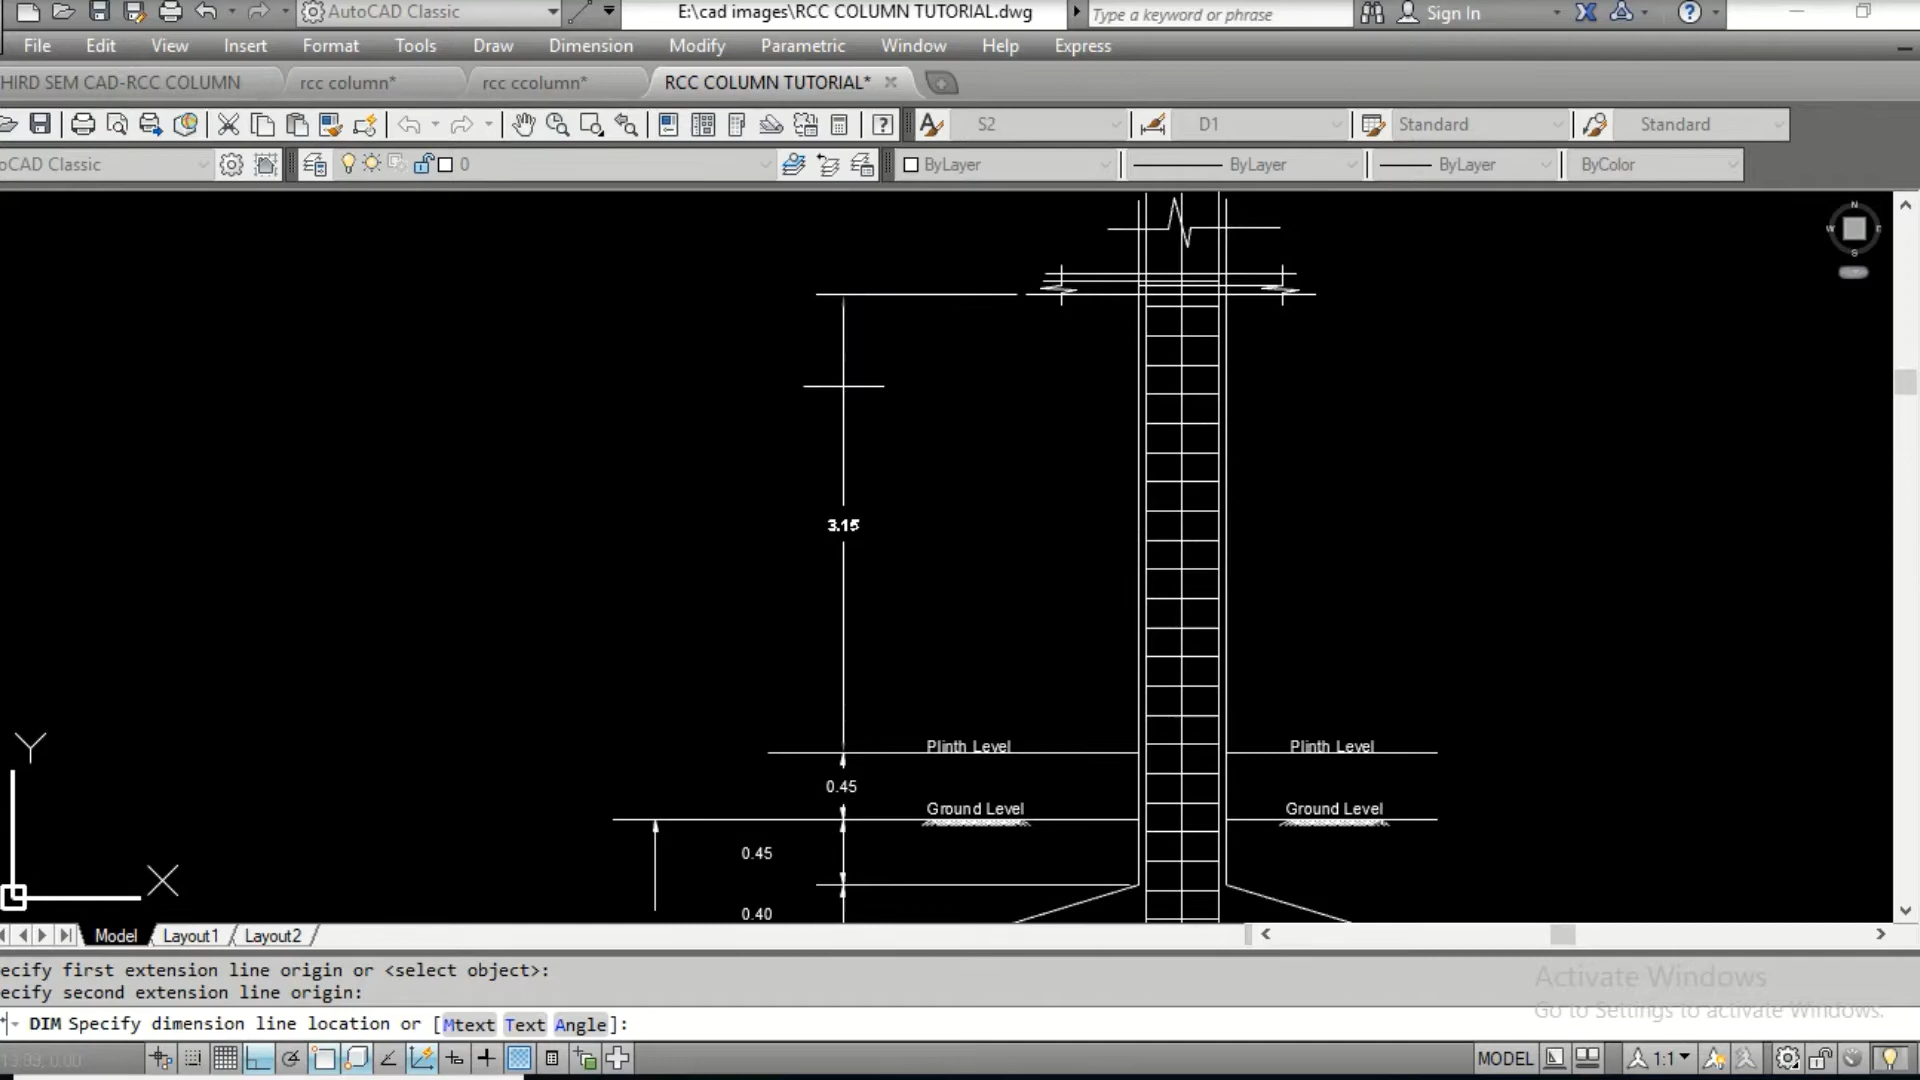 AutoCAD Classic E:\cad images\RCC COLUMN TUTORIAL.dwg Type a keyword or phrase Sign In
File Edit View Insert Format Tools Draw Dimension Modify Parametric Window Help Express
HIRD SEM CAD-RCC COLUMN rcc column* rcc ccolumn* RCC COLUMN TUTORIAL*
S2 D1 Standard Standard
oCAD Classic 0 ByLayer ByLayer ByLayer ByColor
N
W
S
3.15
Plinth Level Plinth Level
0.45
Ground Level Ground Level
0.45
0.40
Y
X
Model Layout1 Layout2
ecify first extension line origin or <select object>:
ecify second extension line origin:
DIM Specify dimension line location or [Mtext Text Angle]:
Activate Windows
Go to Settings to activate Windows.
MODEL 1:1